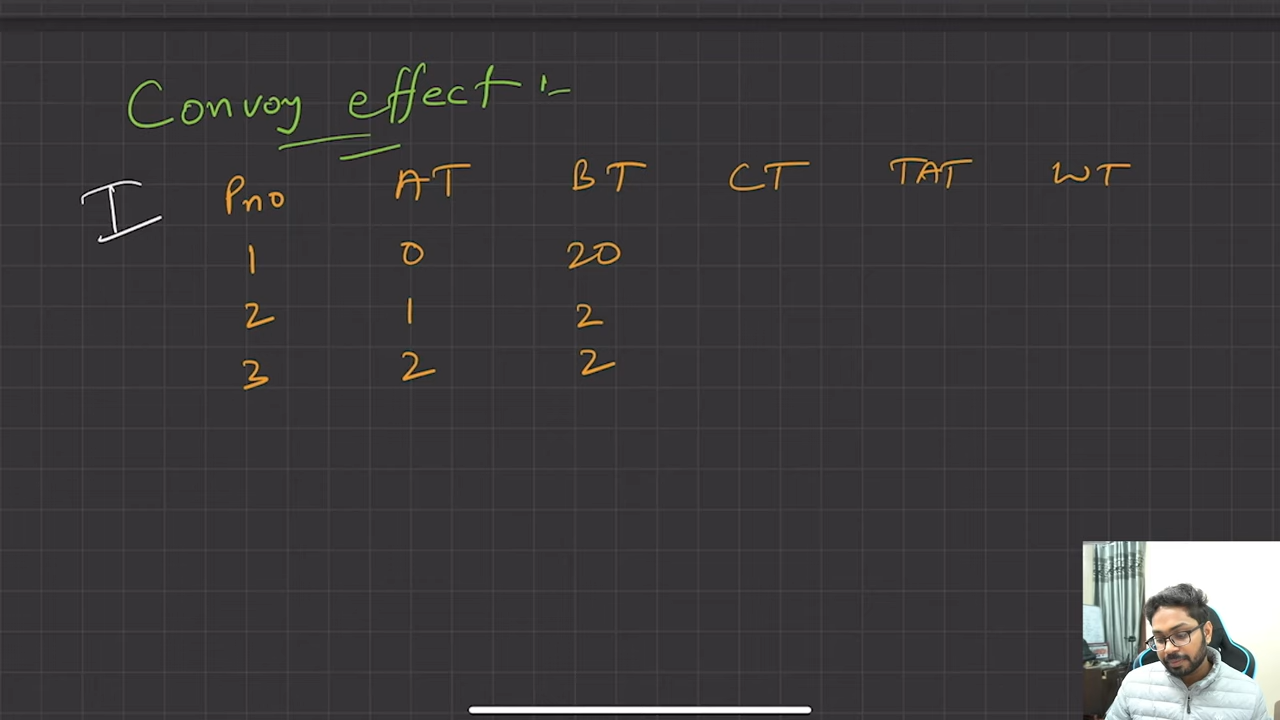 Convoy effect :-
I Pno AT BT CT TAT WT
1 0 20
2 1 2
3 2 2